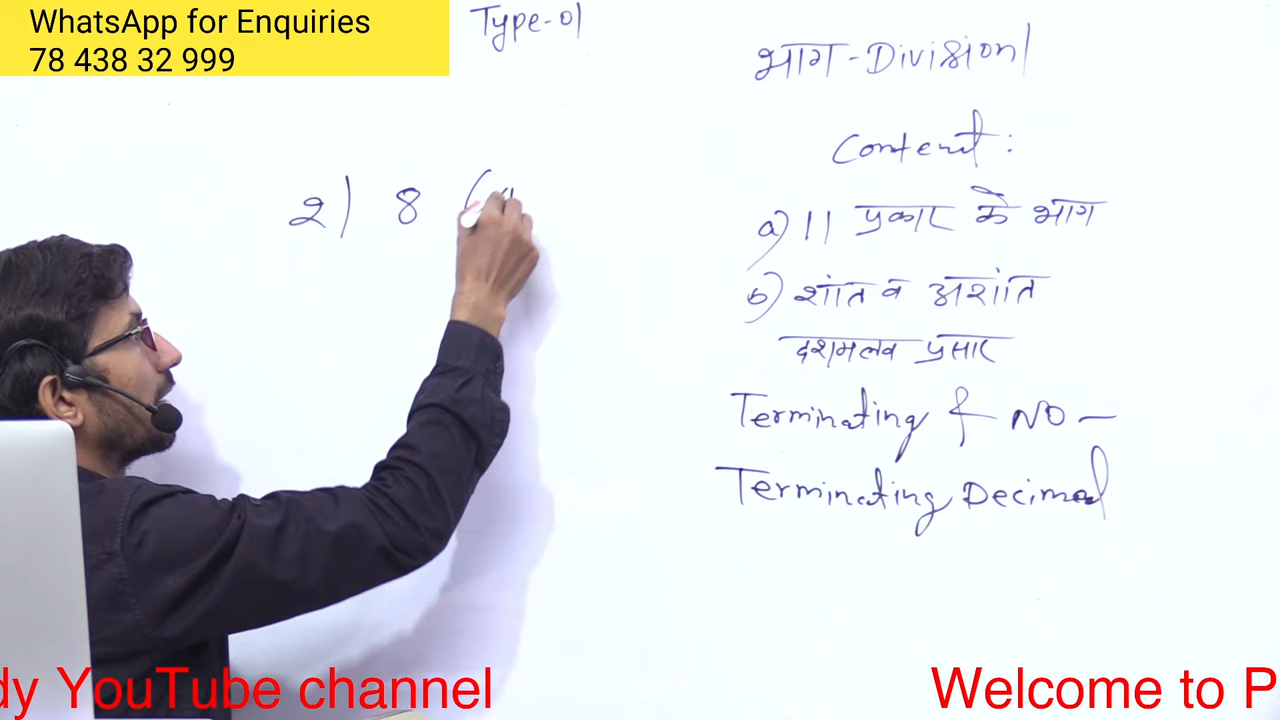 WhatsApp for Enquiries
78 438 32 999
Type-01
2) 8 (
भाग-Division
Content:
a) 11 प्रकार के भाग
b) शांत व अशांत
दशमलव प्रसार
Terminating & NO-
Terminating Decimal
dy YouTube channel
Welcome to P